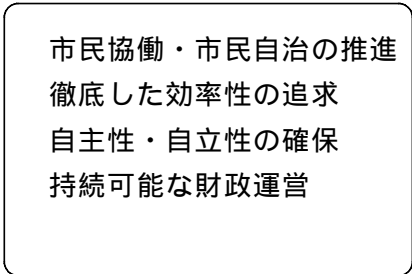 市民協働・市民自治の推進
徹底した効率性の追求
自主性・自立性の確保
持続可能な財政運営